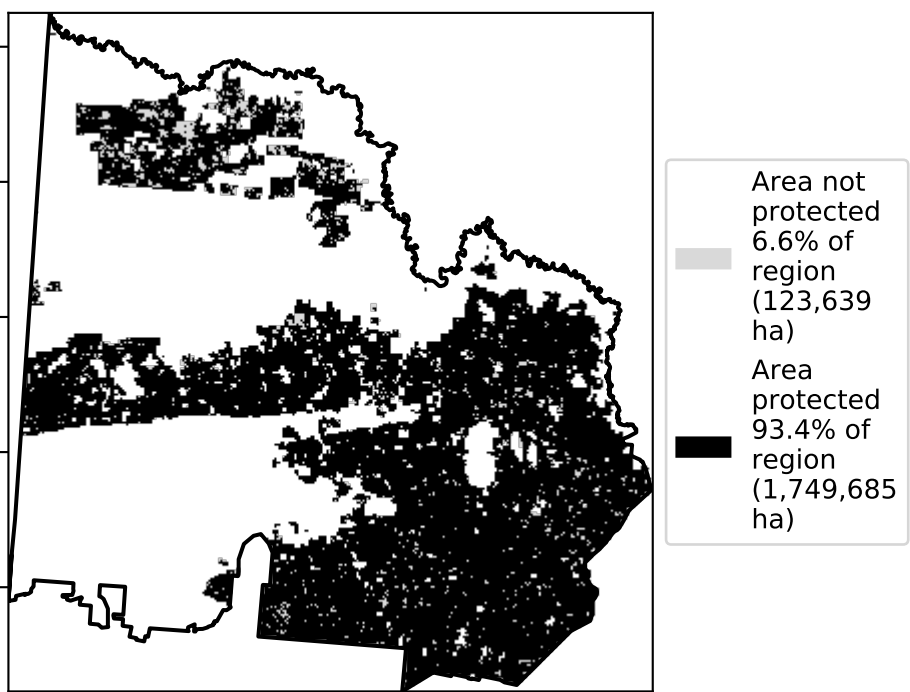 Area not
protected
6.6% of
region
(123,639
ha)
Area
protected
93.4% of
region
(1,749,685
ha)